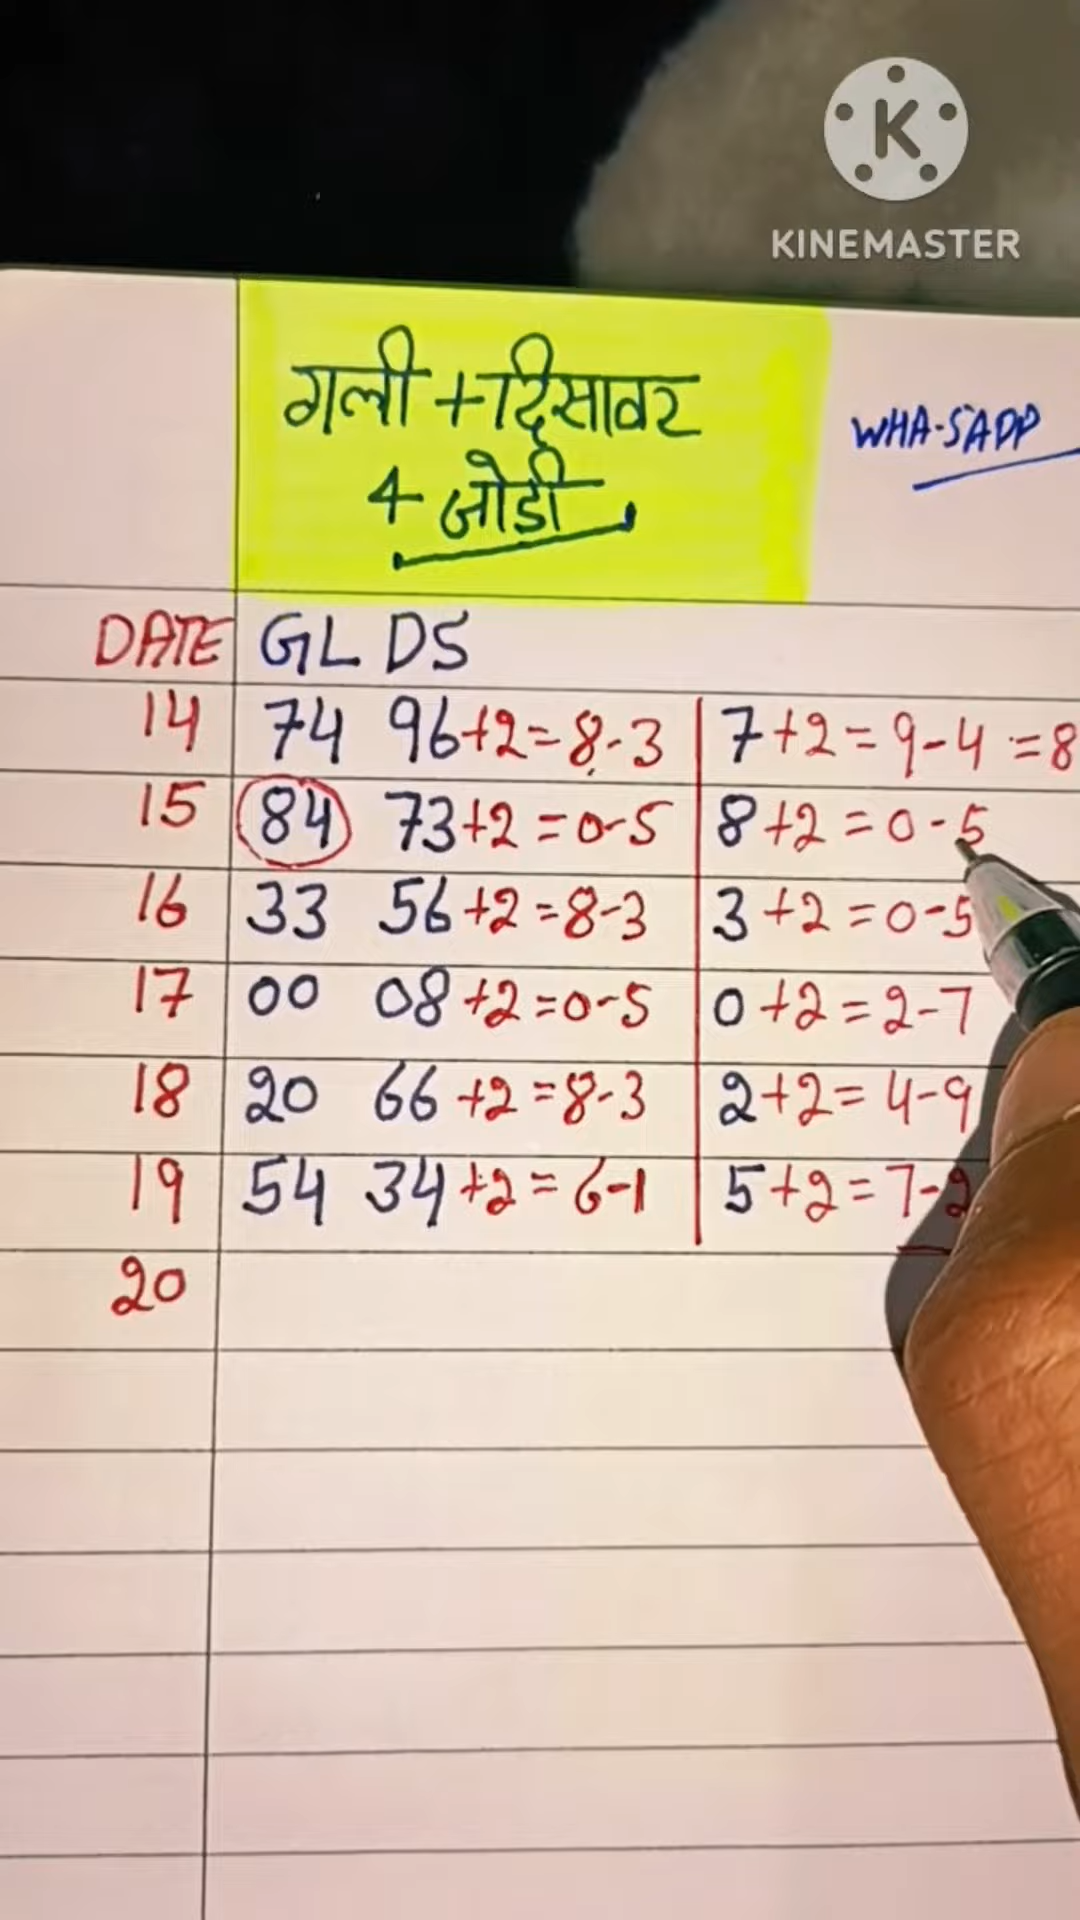 K
KINEMASTER
गली + दिसावर
4 जोडी
WHA-SAPP
DATE GL DS
14 74 96+2=8-3 7+2=9-4=8
15 84 73+2=0-5 8+2=0-5
16 33 56+2=8-3 3+2=0-5
17 00 08+2=0-5 0+2=2-7
18 20 66+2=8-3 2+2=4-9
19 54 34+2=6-1 5+2=7-2
20